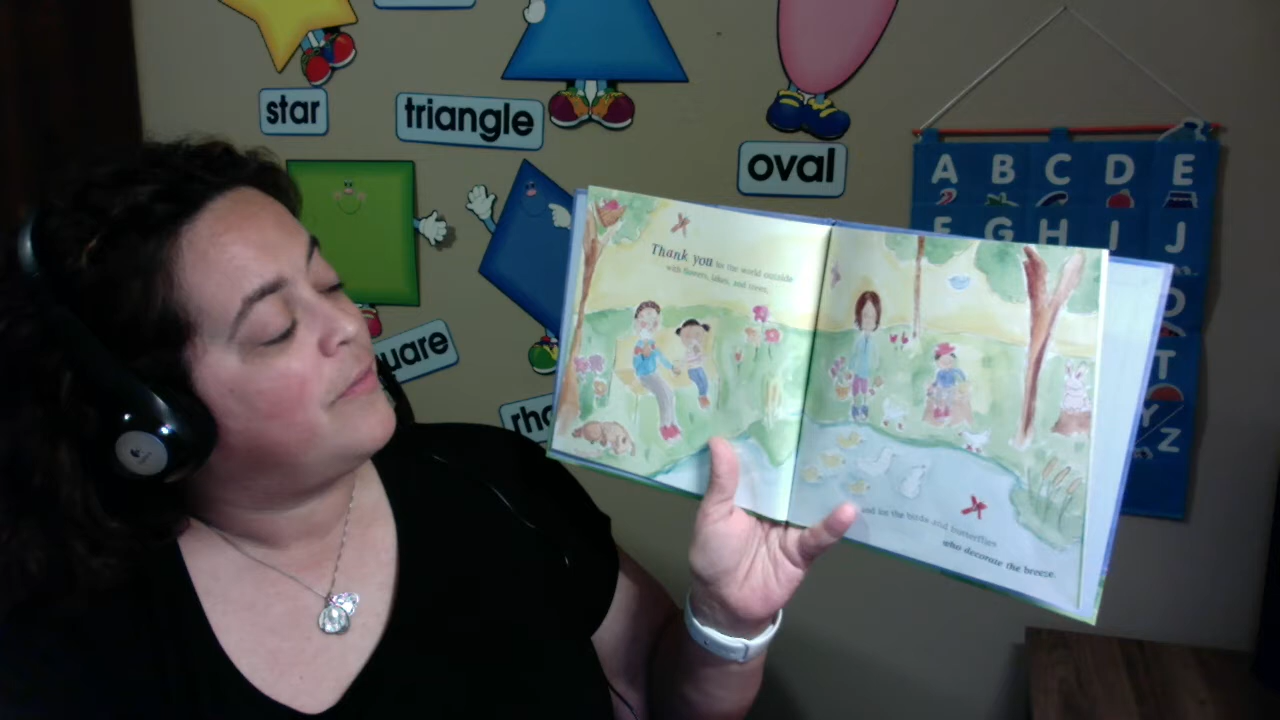 star
triangle
oval
uare
rho
A B C D E
F G H I J
O
T
Y Z
Thank you for the world outside
with flowers, lakes, and trees,
and for the birds and butterflies
who decorate the breeze.